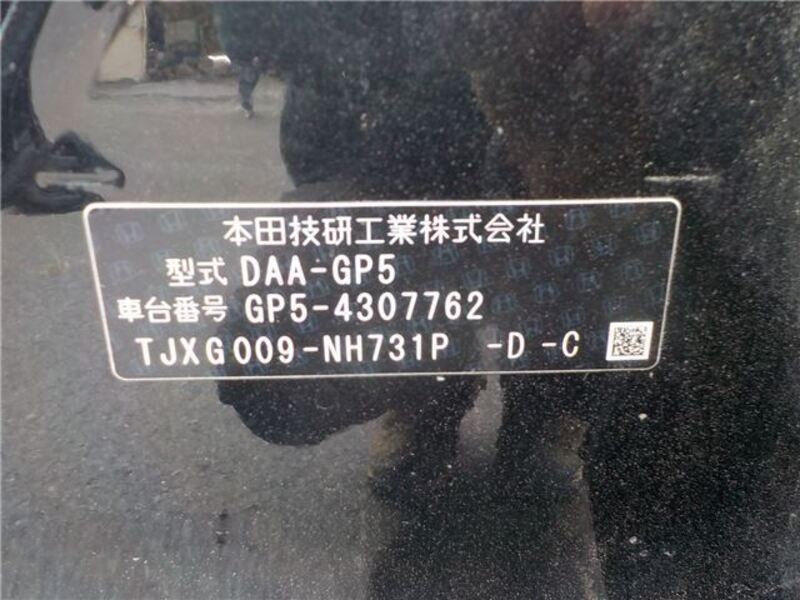 本田技研工業株式会社
型式 DAA-GP5
車台番号 GP5-4307762
TJXG009-NH731P -D -C